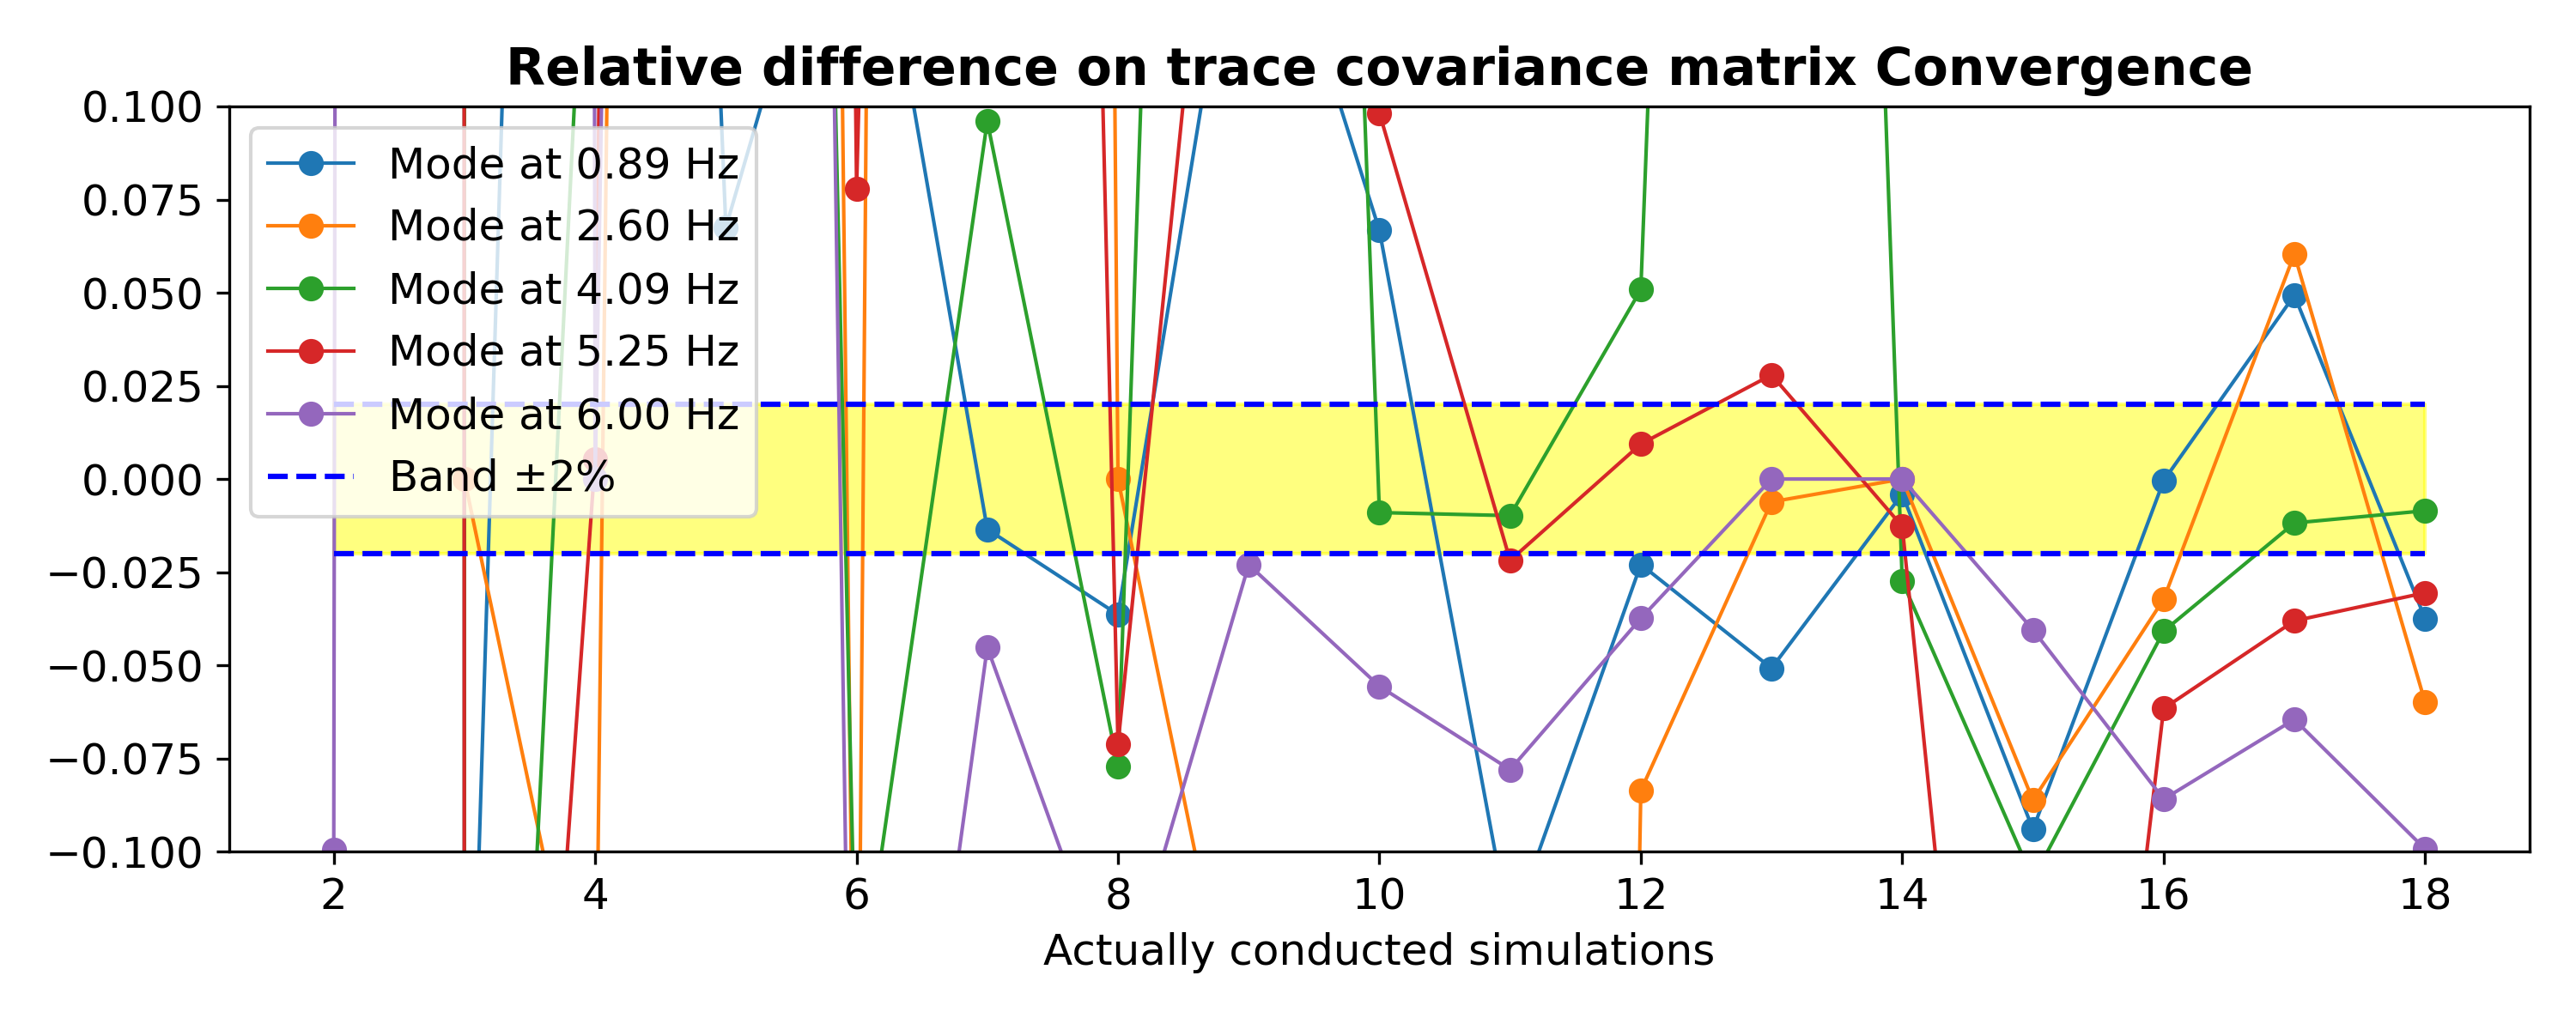 Relative difference on trace covariance matrix Convergence
0.100
0.075
0.050
0.025
0.000
−0.025
−0.050
−0.075
−0.100
Mode at 0.89 Hz
Mode at 2.60 Hz
Mode at 4.09 Hz
Mode at 5.25 Hz
Mode at 6.00 Hz
Band ±2%
2 4 6 8 10 12 14 16 18
Actually conducted simulations